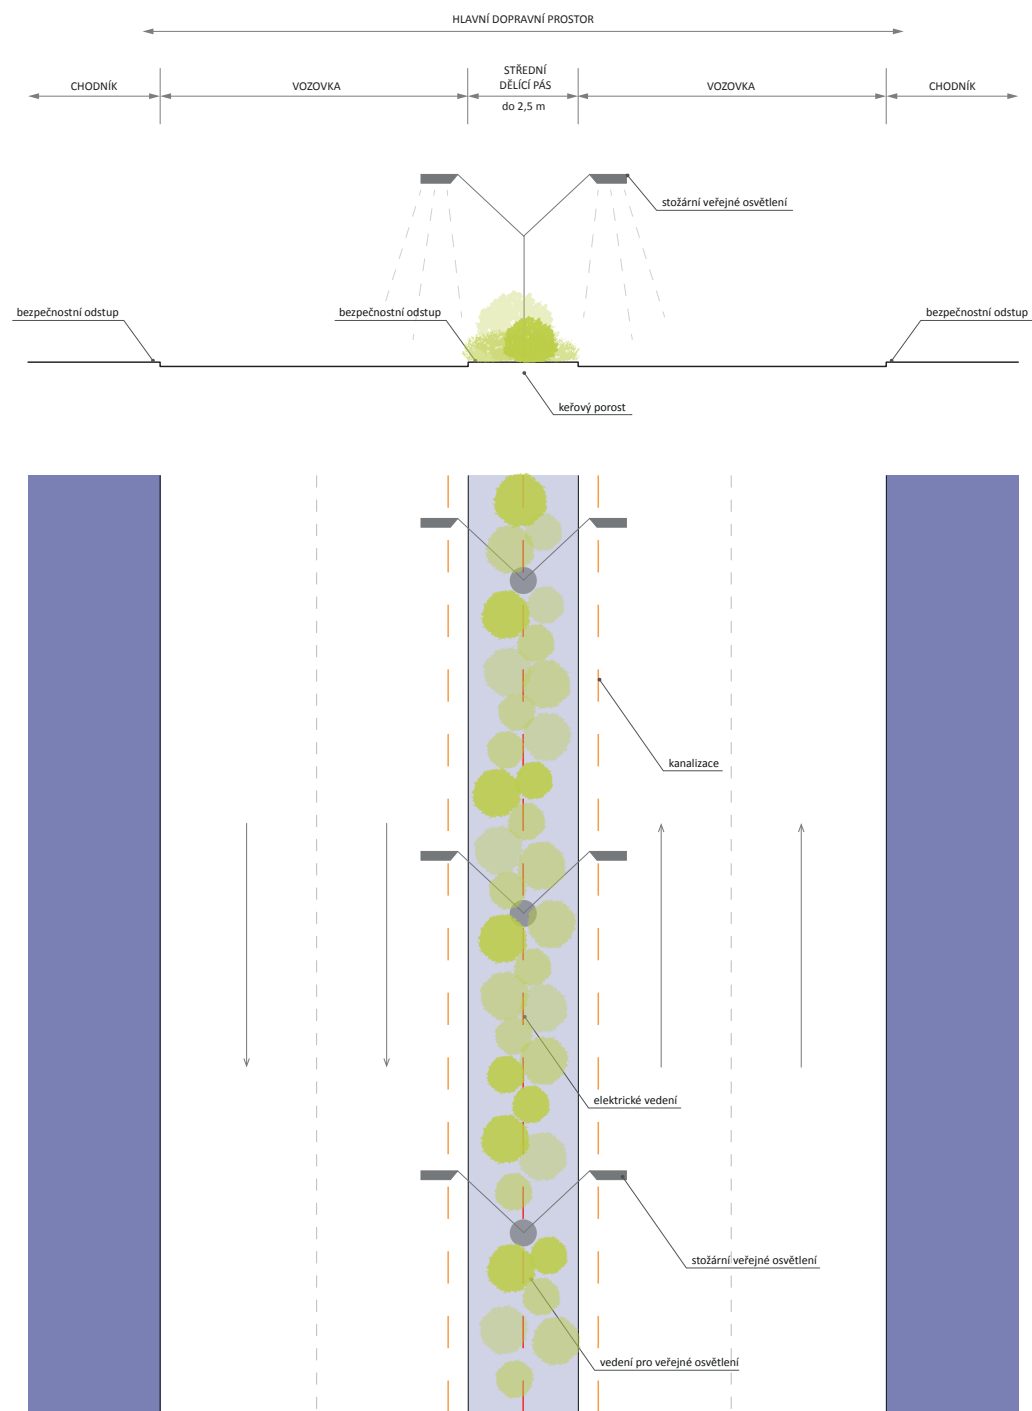 HLAVNÍ DOPRAVNÍ PROSTOR
CHODNÍK
VOZOVKA
STŘEDNÍ
DĚLÍCÍ PÁS
do 2,5 m
VOZOVKA
CHODNÍK
stožární veřejné osvětlení
bezpečnostní odstup
bezpečnostní odstup
bezpečnostní odstup
keřový porost
kanalizace
elektrické vedení
stožární veřejné osvětlení
vedení pro veřejné osvětlení